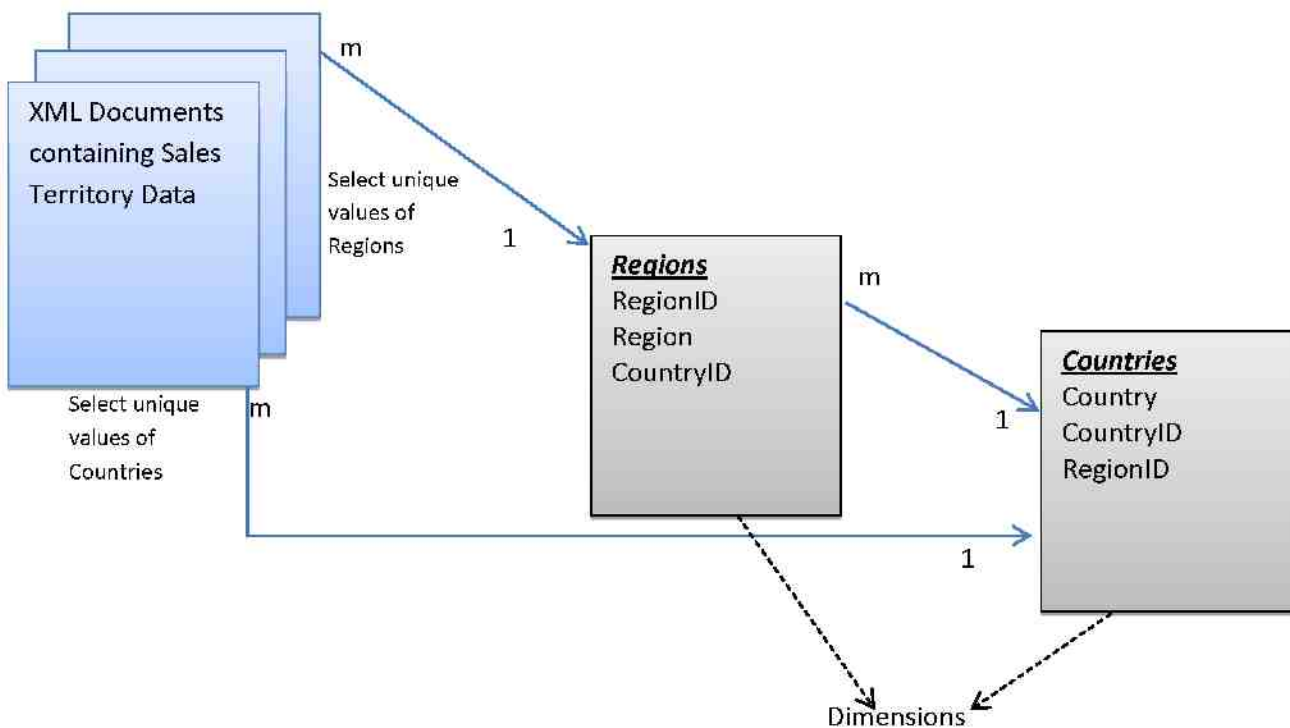 m
XML Documents
containing Sales
Territory Data
Select unique
values of
Regions
1
Regions
RegionID
Region
CountryID
m
1
Countries
Country
CountryID
RegionID
Select unique
values of
Countries
m
1
Dimensions